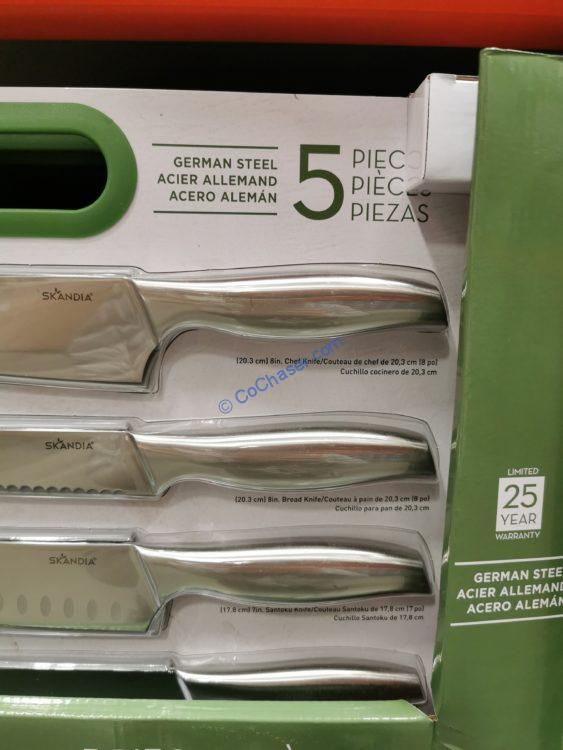 GERMAN STEEL
ACIER ALLEMAND
ACERO ALEMÁN
5
PIEC
PIÈCES
PIEZAS
SKANDIA
(20.3 cm) 8in. Chef Knife/Couteau de chef de 20,3 cm (8 po)
Cuchillo cocinero de 20,3 cm
© CoChaser.com
SKANDIA
(20.3 cm) 8in. Bread Knife/Couteau à pain de 20,3 cm (8 po)
Cuchillo para pan de 20,3 cm
SKANDIA
(17,8 cm) 7in. Santoku Knife/Couteau Santoku de 17,8 cm (7 po)
Cuchillo Santoku de 17,8 cm
LIMITED
25
YEAR
WARRANTY
GERMAN STEE
ACIER ALLEMAND
ACERO ALEMÁN